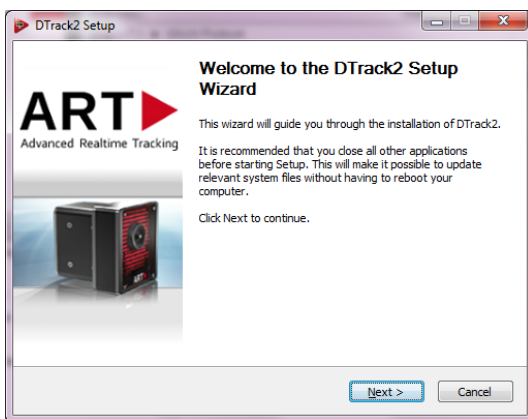 DTrack2 Setup
ART
Advanced Realtime Tracking
Welcome to the DTrack2 Setup
Wizard
This wizard will guide you through the installation of DTrack2.
It is recommended that you close all other applications
before starting Setup. This will make it possible to update
relevant system files without having to reboot your
computer.
Click Next to continue.
Next >
Cancel